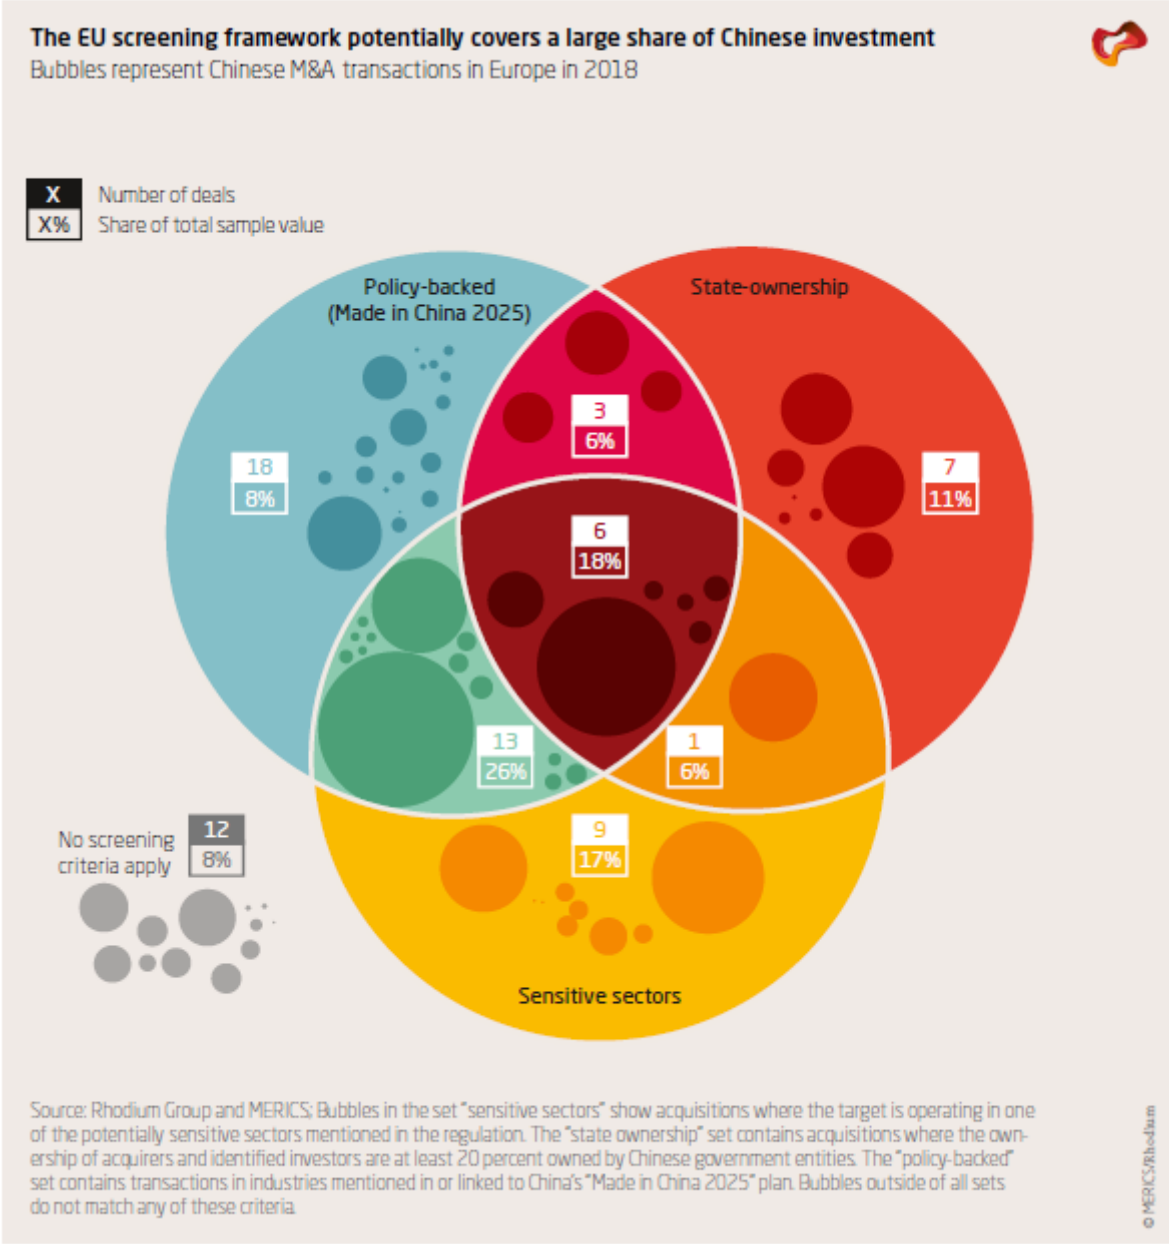 The EU screening framework potentially covers a large share of Chinese investment
Bubbles represent Chinese M&A transactions in Europe in 2018
X Number of deals
X% Share of total sample value
Policy-backed
(Made in China 2025)
State-ownership
3
6%
18
8%
7
11%
6
18%
13
26%
1
6%
9
17%
No screening
criteria apply
12
8%
Sensitive sectors
Source: Rhodium Group and MERICS; Bubbles in the set "sensitive sectors" show acquisitions where the target is operating in one
of the potentially sensitive sectors mentioned in the regulation. The "state ownership" set contains acquisitions where the own-
ership of acquirers and identified investors are at least 20 percent owned by Chinese government entities. The "policy-backed"
set contains transactions in industries mentioned in or linked to China's "Made in China 2025" plan. Bubbles outside of all sets
do not match any of these criteria.
© MERICS/Rhodium